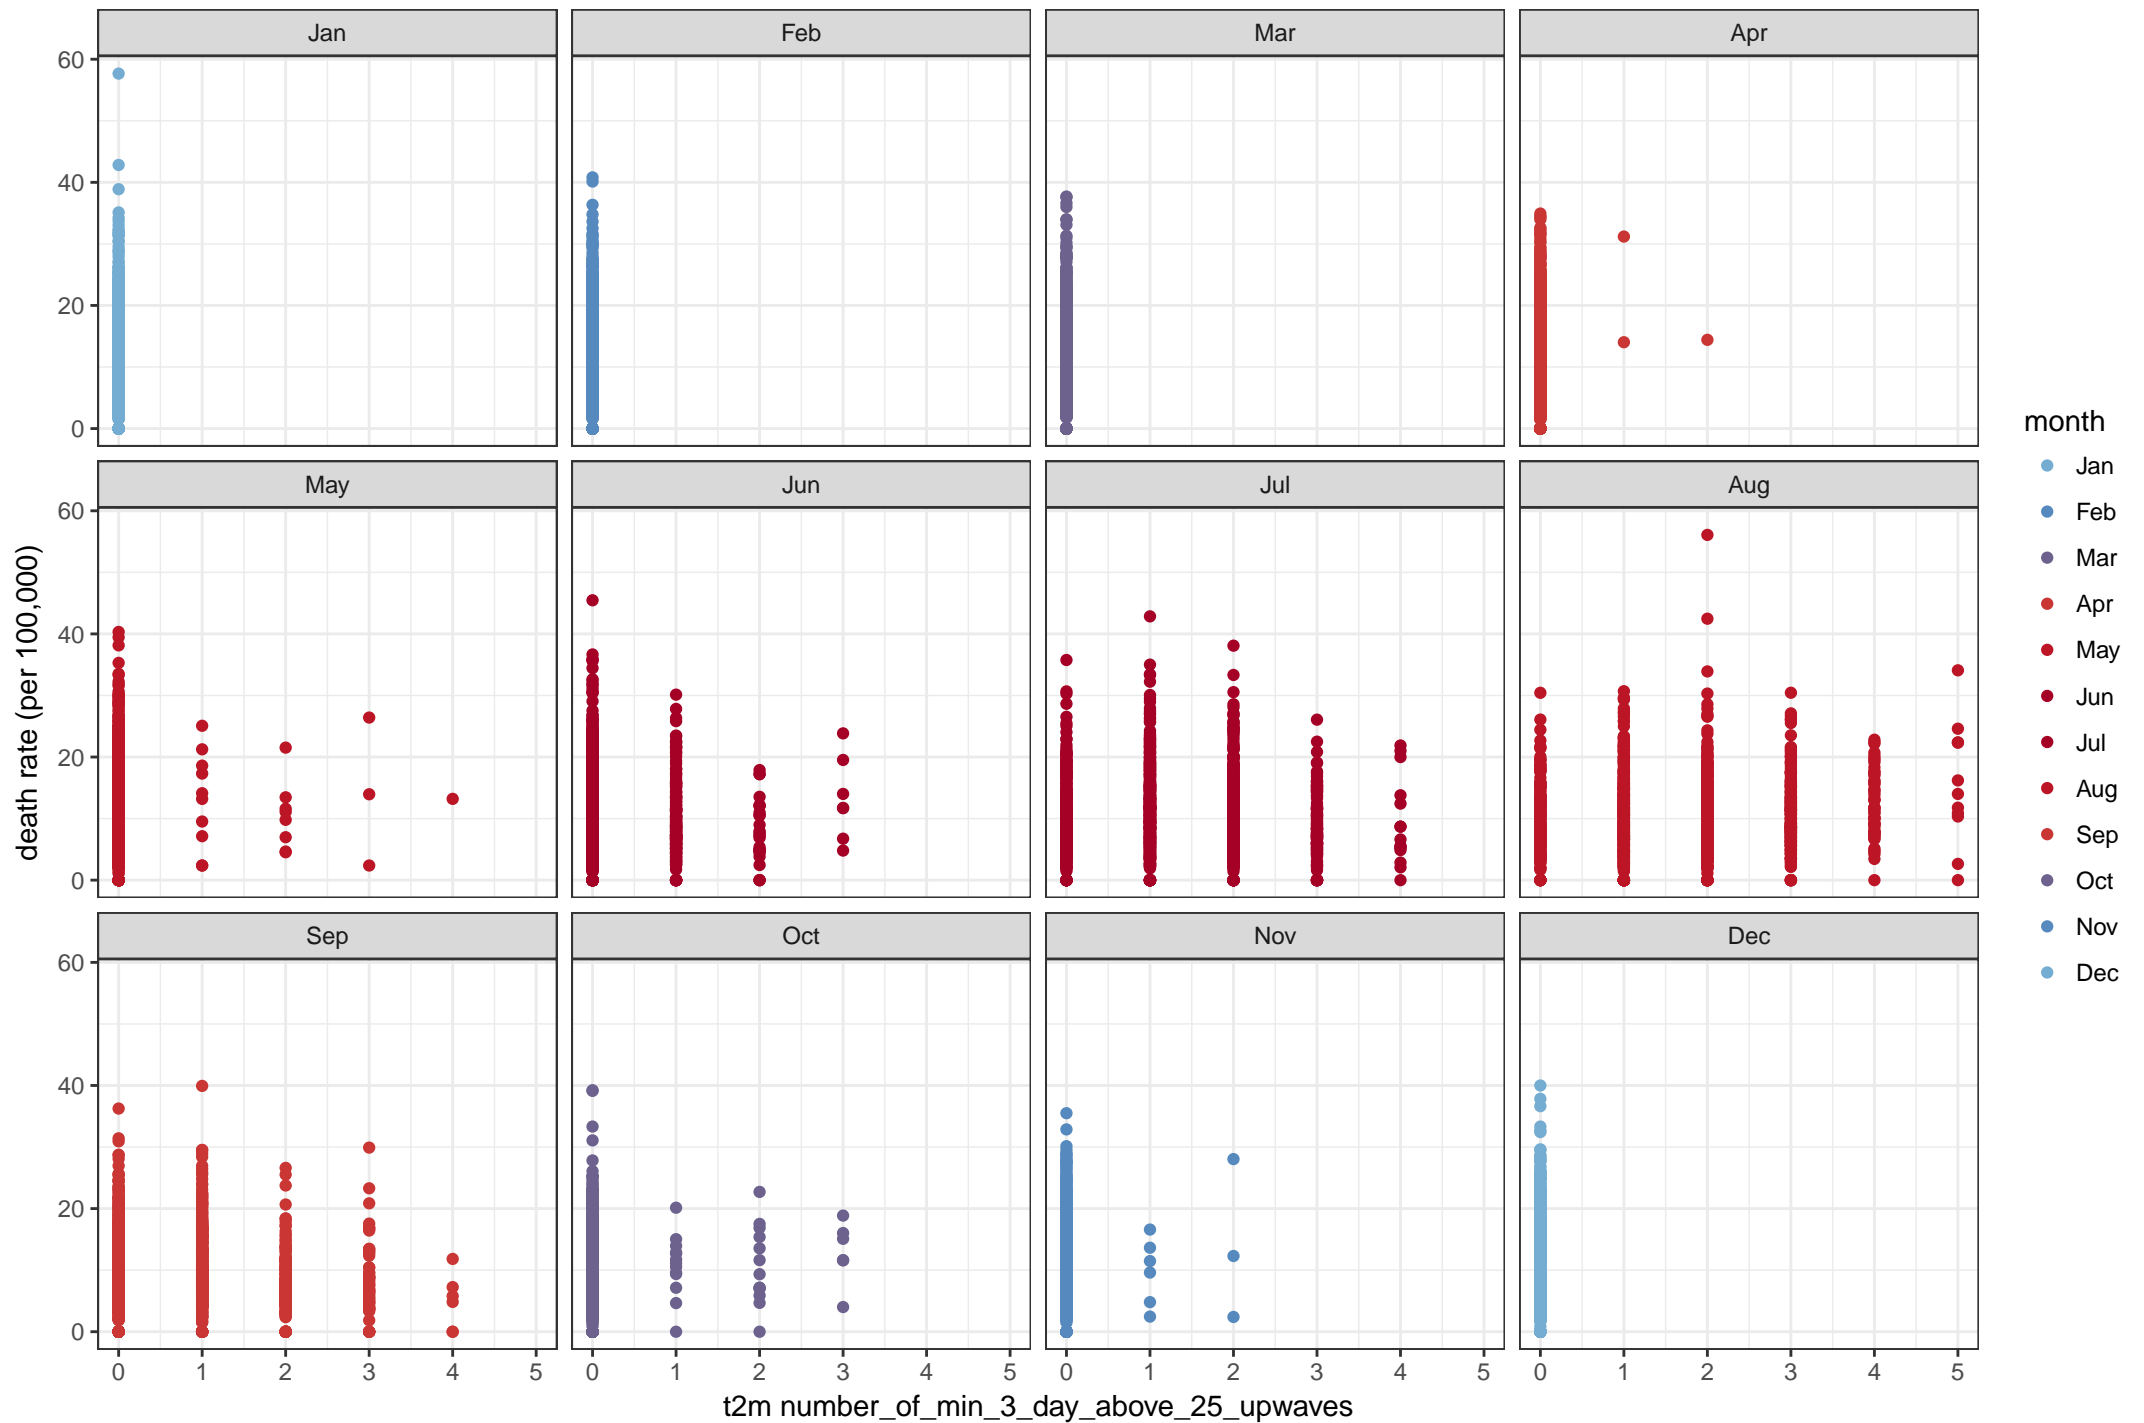 Jan Feb Mar Apr
60
40
20
0
May Jun Jul Aug
60
40
20
0
Sep Oct Nov Dec
60
40
20
0
0 1 2 3 4 5 0 1 2 3 4 5 0 1 2 3 4 5 0 1 2 3 4 5
t2m number_of_min_3_day_above_25_upwaves
death rate (per 100,000)
month
Jan
Feb
Mar
Apr
May
Jun
Jul
Aug
Sep
Oct
Nov
Dec